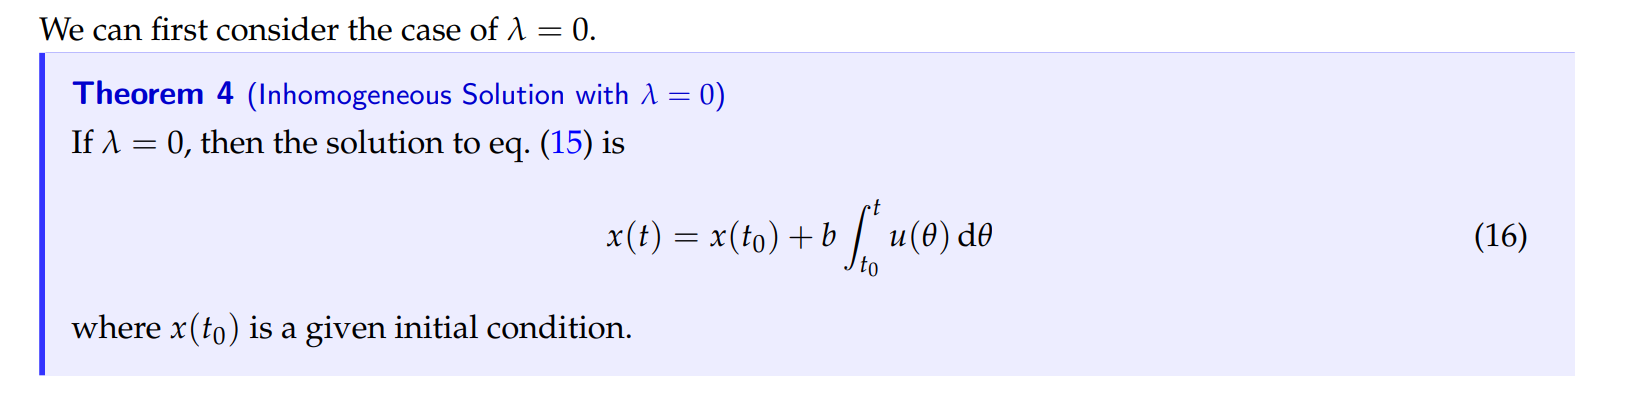 We can first consider the case of λ = 0.
Theorem 4 (Inhomogeneous Solution with λ = 0)
If λ = 0, then the solution to eq. (15) is
x(t) = x(t₀) + b ∫_{t₀}^{t} u(θ) dθ (16)
where x(t₀) is a given initial condition.